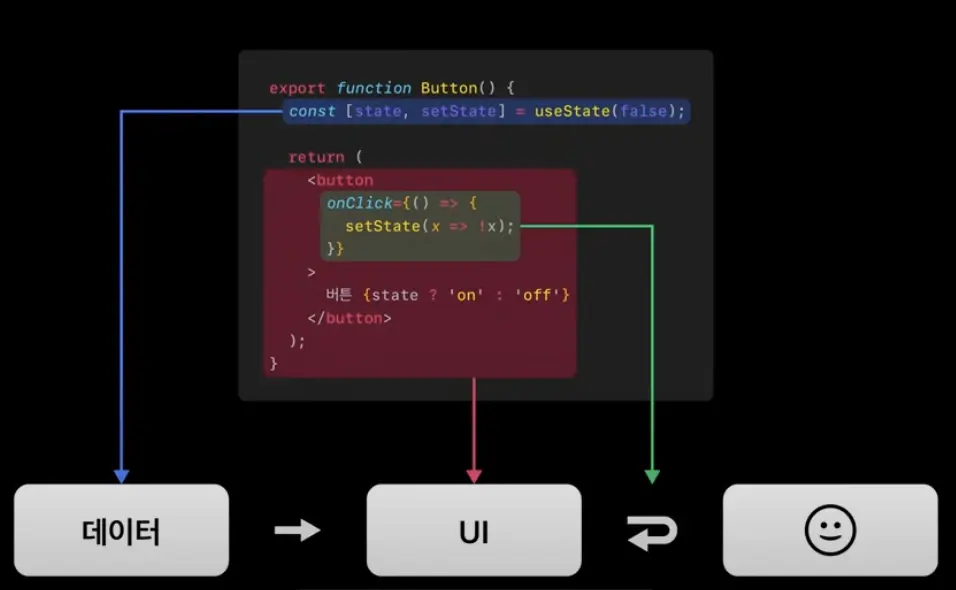 export function Button() {
const [state, setState] = useState(false);
return (
<button
onClick={() => {
setState(x => !x);
}}
>
버튼 {state ? 'on' : 'off'}
</button>
);
}
데이터
UI